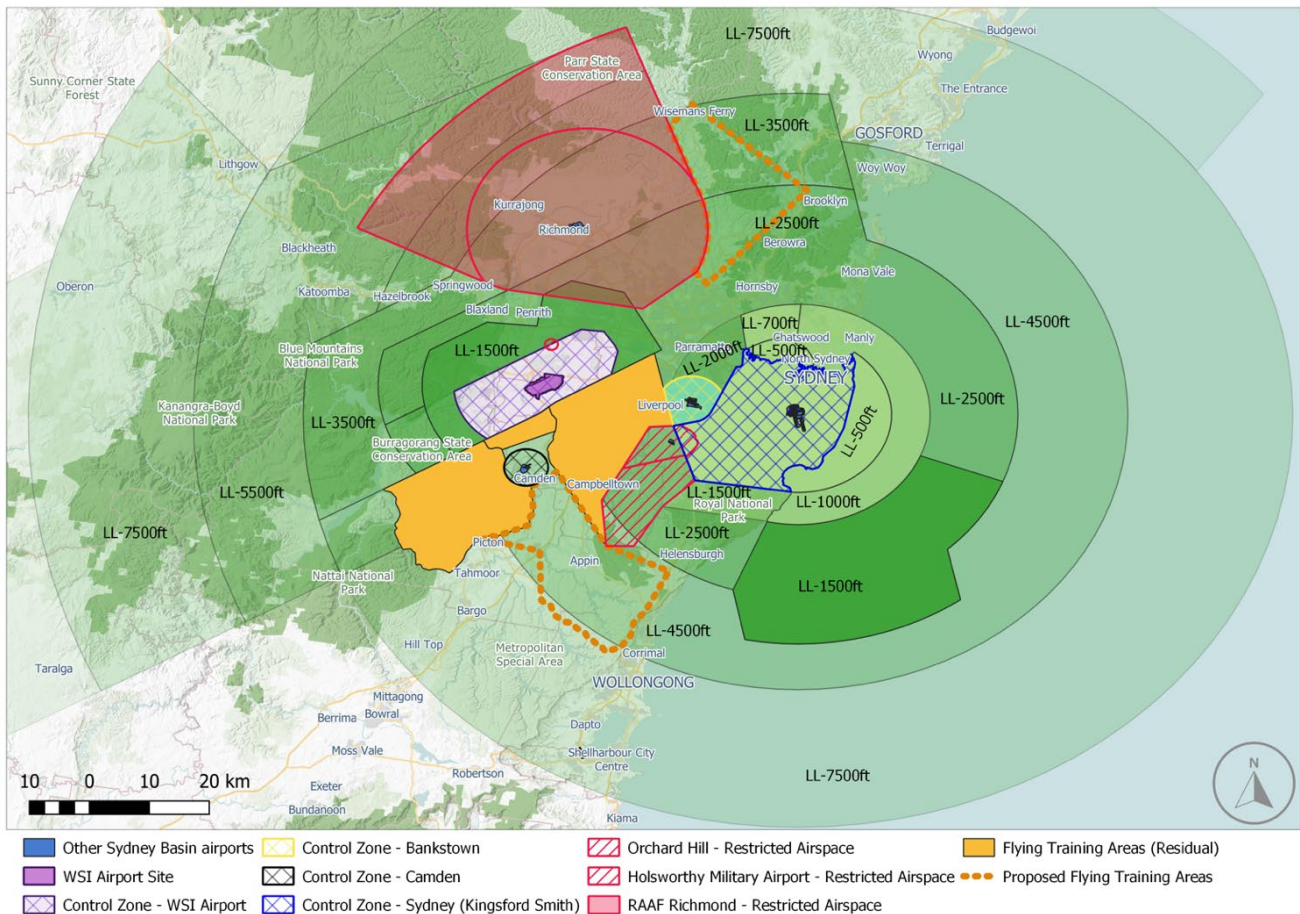 LL-7500ft
Budgewoi
Wyong
Parr State
Conservation Area
Sunny Corner State
Forest
The Entrance
Wisemans Ferry
LL-3500ft
GOSFORD
Terrigal
Lithgow
Woy Woy
Kurrajong
Brooklyn
LL-2500ft
Richmond
Berowra
Blackheath
Mona Vale
Oberon
Katoomba
Hazelbrook
Springwood
Hornsby
Blaxland
Penrith
LL-4500ft
LL-700ft
Chatswood
Manly
Blue Mountains
National Park
LL-1500ft
Parramatta
LL-2000ft
LL-500ft
North Sydney
SYDNEY
Kanangra-Boyd
National Park
Liverpool
LL-2500ft
LL-3500ft
LL-500ft
Burragorang State
Conservation Area
Camden
Campbelltown
LL-5500ft
LL-1500ft
Royal National
Park
LL-1000ft
LL-7500ft
LL-2500ft
Picton
Appin
Helensburgh
Nattai National
Park
Tahmoor
LL-1500ft
Bargo
LL-4500ft
Hill Top
Metropolitan
Special Area
Corrimal
Taralga
WOLLONGONG
Mittagong
Berrima
Bowral
Dapto
Moss Vale
Shellharbour City
Centre
Robertson
LL-7500ft
Exeter
Bundanoon
Kiama
10 0 10 20 km
N
Other Sydney Basin airports
WSI Airport Site
Control Zone - WSI Airport
Control Zone - Bankstown
Control Zone - Camden
Control Zone - Sydney (Kingsford Smith)
Orchard Hill - Restricted Airspace
Holsworthy Military Airport - Restricted Airspace
RAAF Richmond - Restricted Airspace
Flying Training Areas (Residual)
Proposed Flying Training Areas